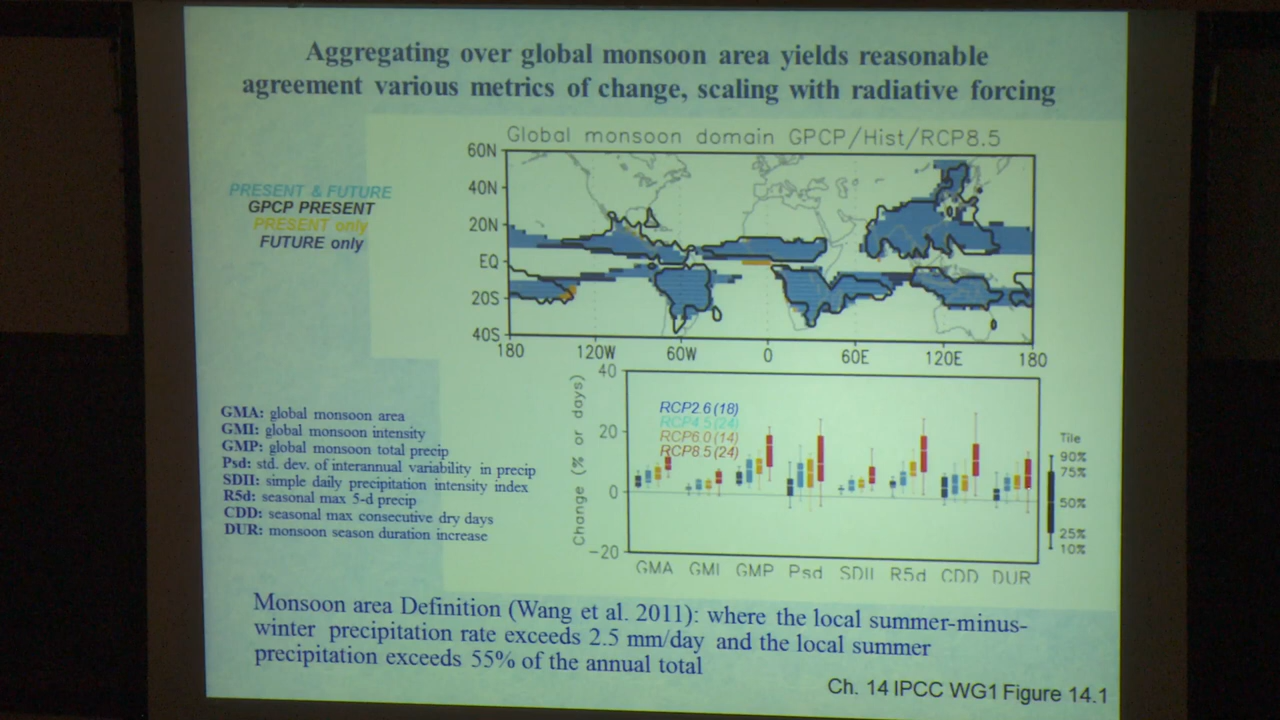 Aggregating over global monsoon area yields reasonable
agreement various metrics of change, scaling with radiative forcing
Global monsoon domain GPCP/Hist/RCP8.5
PRESENT & FUTURE
GPCP PRESENT
PRESENT only
FUTURE only
60N
40N
20N
EQ
20S
40S
180 120W 60W 0 60E 120E 180
GMA: global monsoon area
GMI: global monsoon intensity
GMP: global monsoon total precip
Psd: std. dev. of interannual variability in precip
SDII: simple daily precipitation intensity index
R5d: seasonal max 5-d precip
CDD: seasonal max consecutive dry days
DUR: monsoon season duration increase
Change (% or days)
40
20
0
-20
RCP2.6(18)
RCP4.5(24)
RCP6.0(14)
RCP8.5(24)
GMA GMI GMP Psd SDII R5d CDD DUR
Tile
90%
75%
50%
25%
10%
Monsoon area Definition (Wang et al. 2011): where the local summer-minus-
winter precipitation rate exceeds 2.5 mm/day and the local summer
precipitation exceeds 55% of the annual total
Ch. 14 IPCC WG1 Figure 14.1